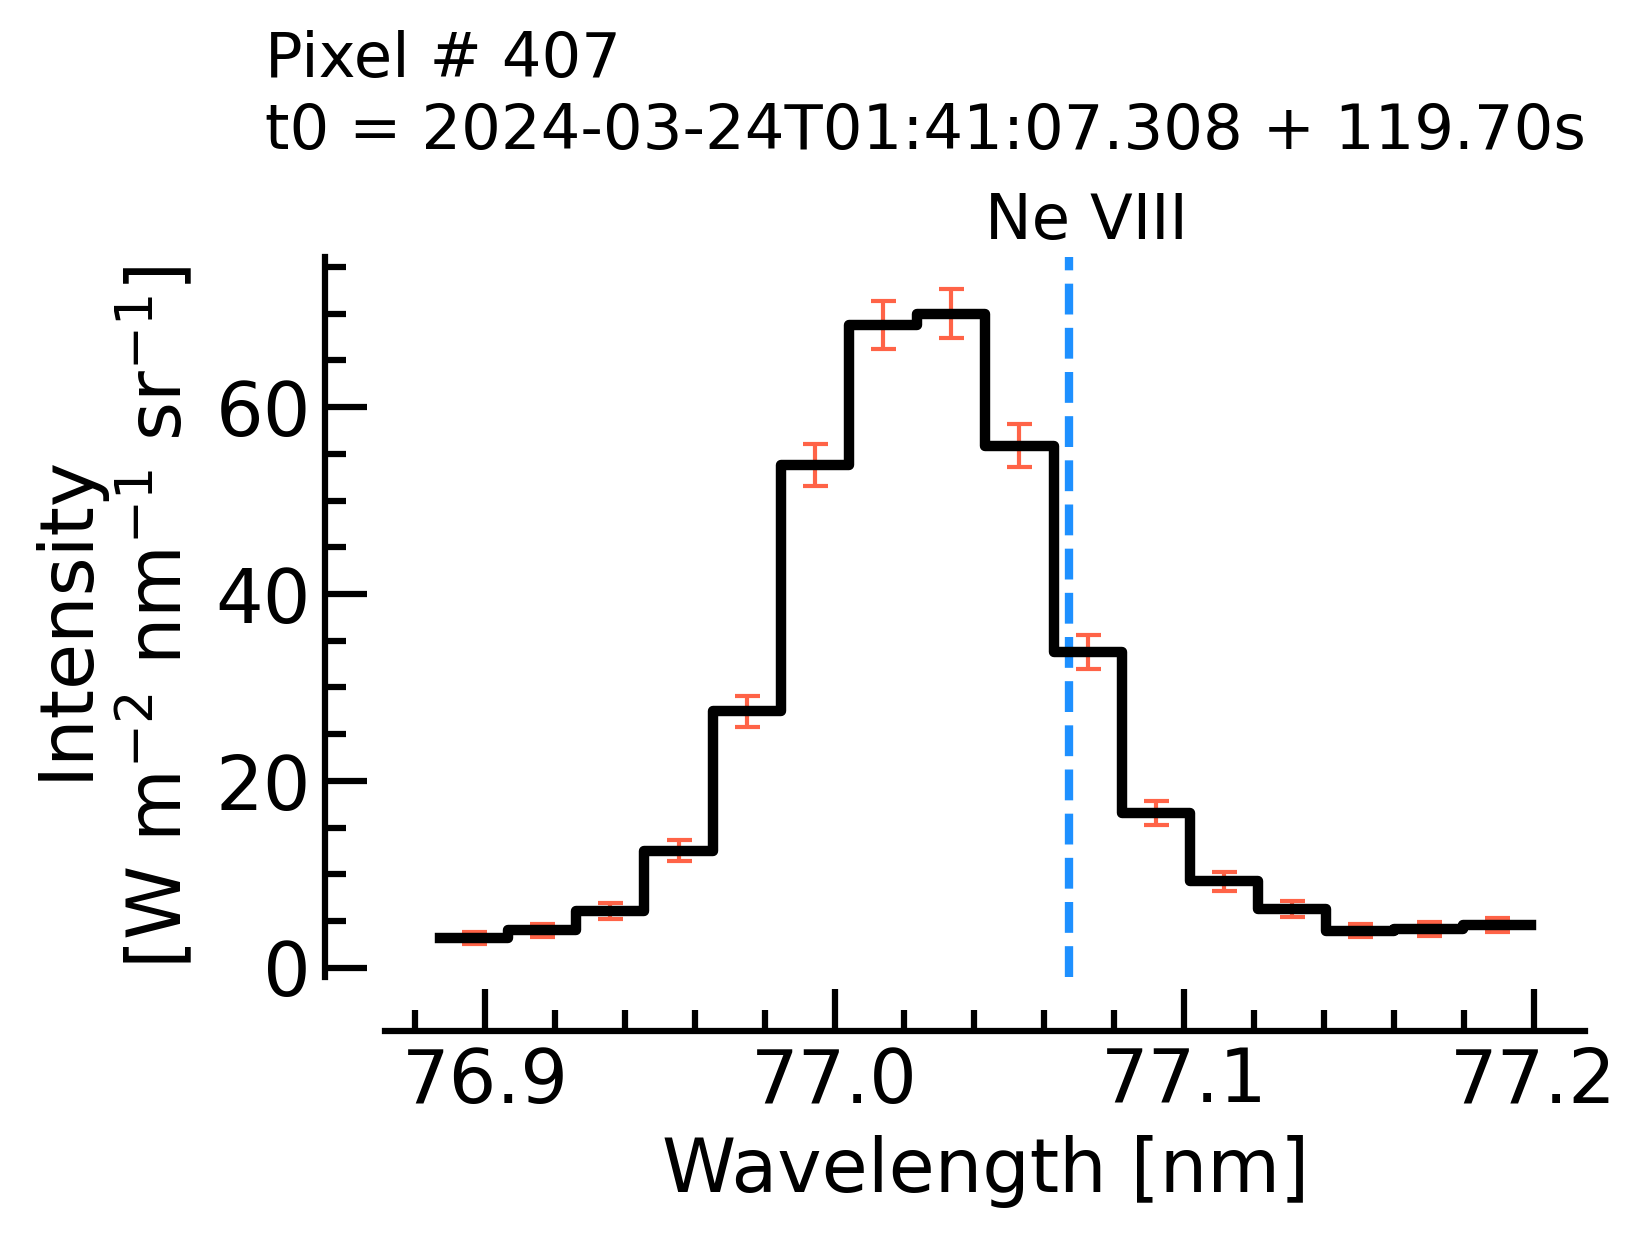 Pixel # 407
t0 = 2024-03-24T01:41:07.308 + 119.70s
Ne VIII
Intensity
[W m⁻² nm⁻¹ sr⁻¹]
60
40
20
0
76.9 77.0 77.1 77.2
Wavelength [nm]